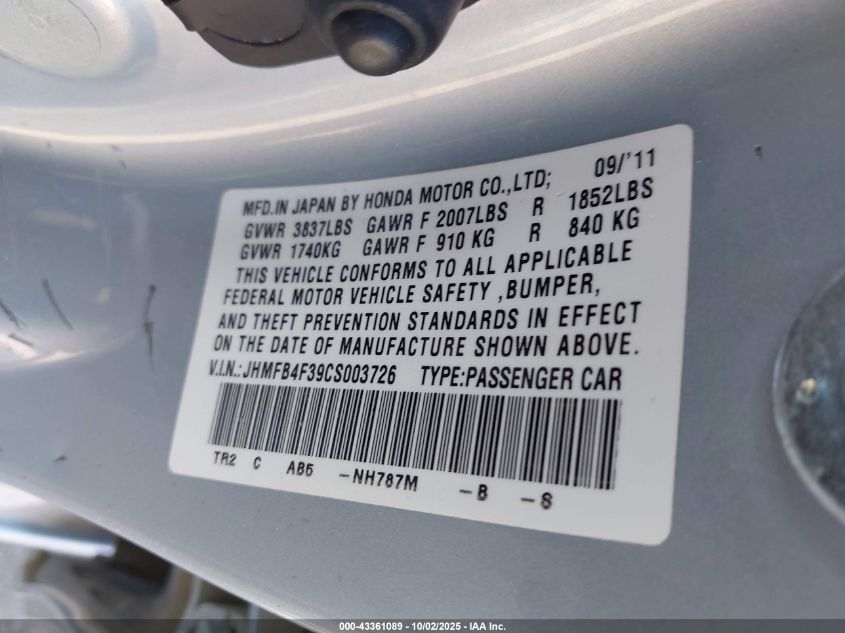 MFD.IN JAPAN BY HONDA MOTOR CO.,LTD; 09/'11
GVWR 3837LBS GAWR F 2007LBS R 1852LBS
GVWR 1740KG GAWR F 910 KG R 840 KG
THIS VEHICLE CONFORMS TO ALL APPLICABLE
FEDERAL MOTOR VEHICLE SAFETY ,BUMPER,
AND THEFT PREVENTION STANDARDS IN EFFECT
ON THE DATE OF MANUFACTURE SHOWN ABOVE.
V.I.N.:JHMFB4F39CS003726 TYPE:PASSENGER CAR
TR2 C AB5 -NH787M -B -S
000-43361089 - 10/02/2025 - IAA Inc.